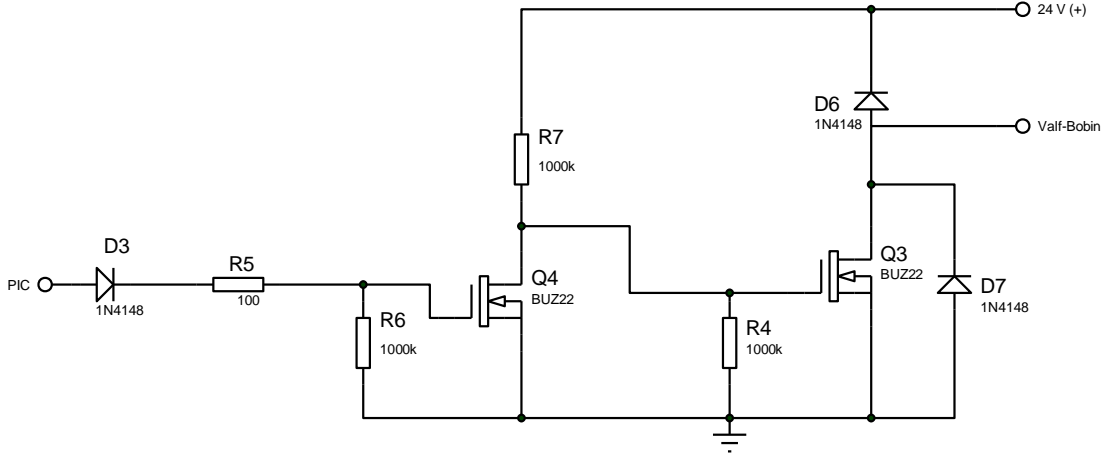 24 V (+)
D6
1N4148
Valf-Bobin
R7
1000k
D3
1N4148
PIC
R5
100
Q4
BUZ22
Q3
BUZ22
D7
1N4148
R6
1000k
R4
1000k